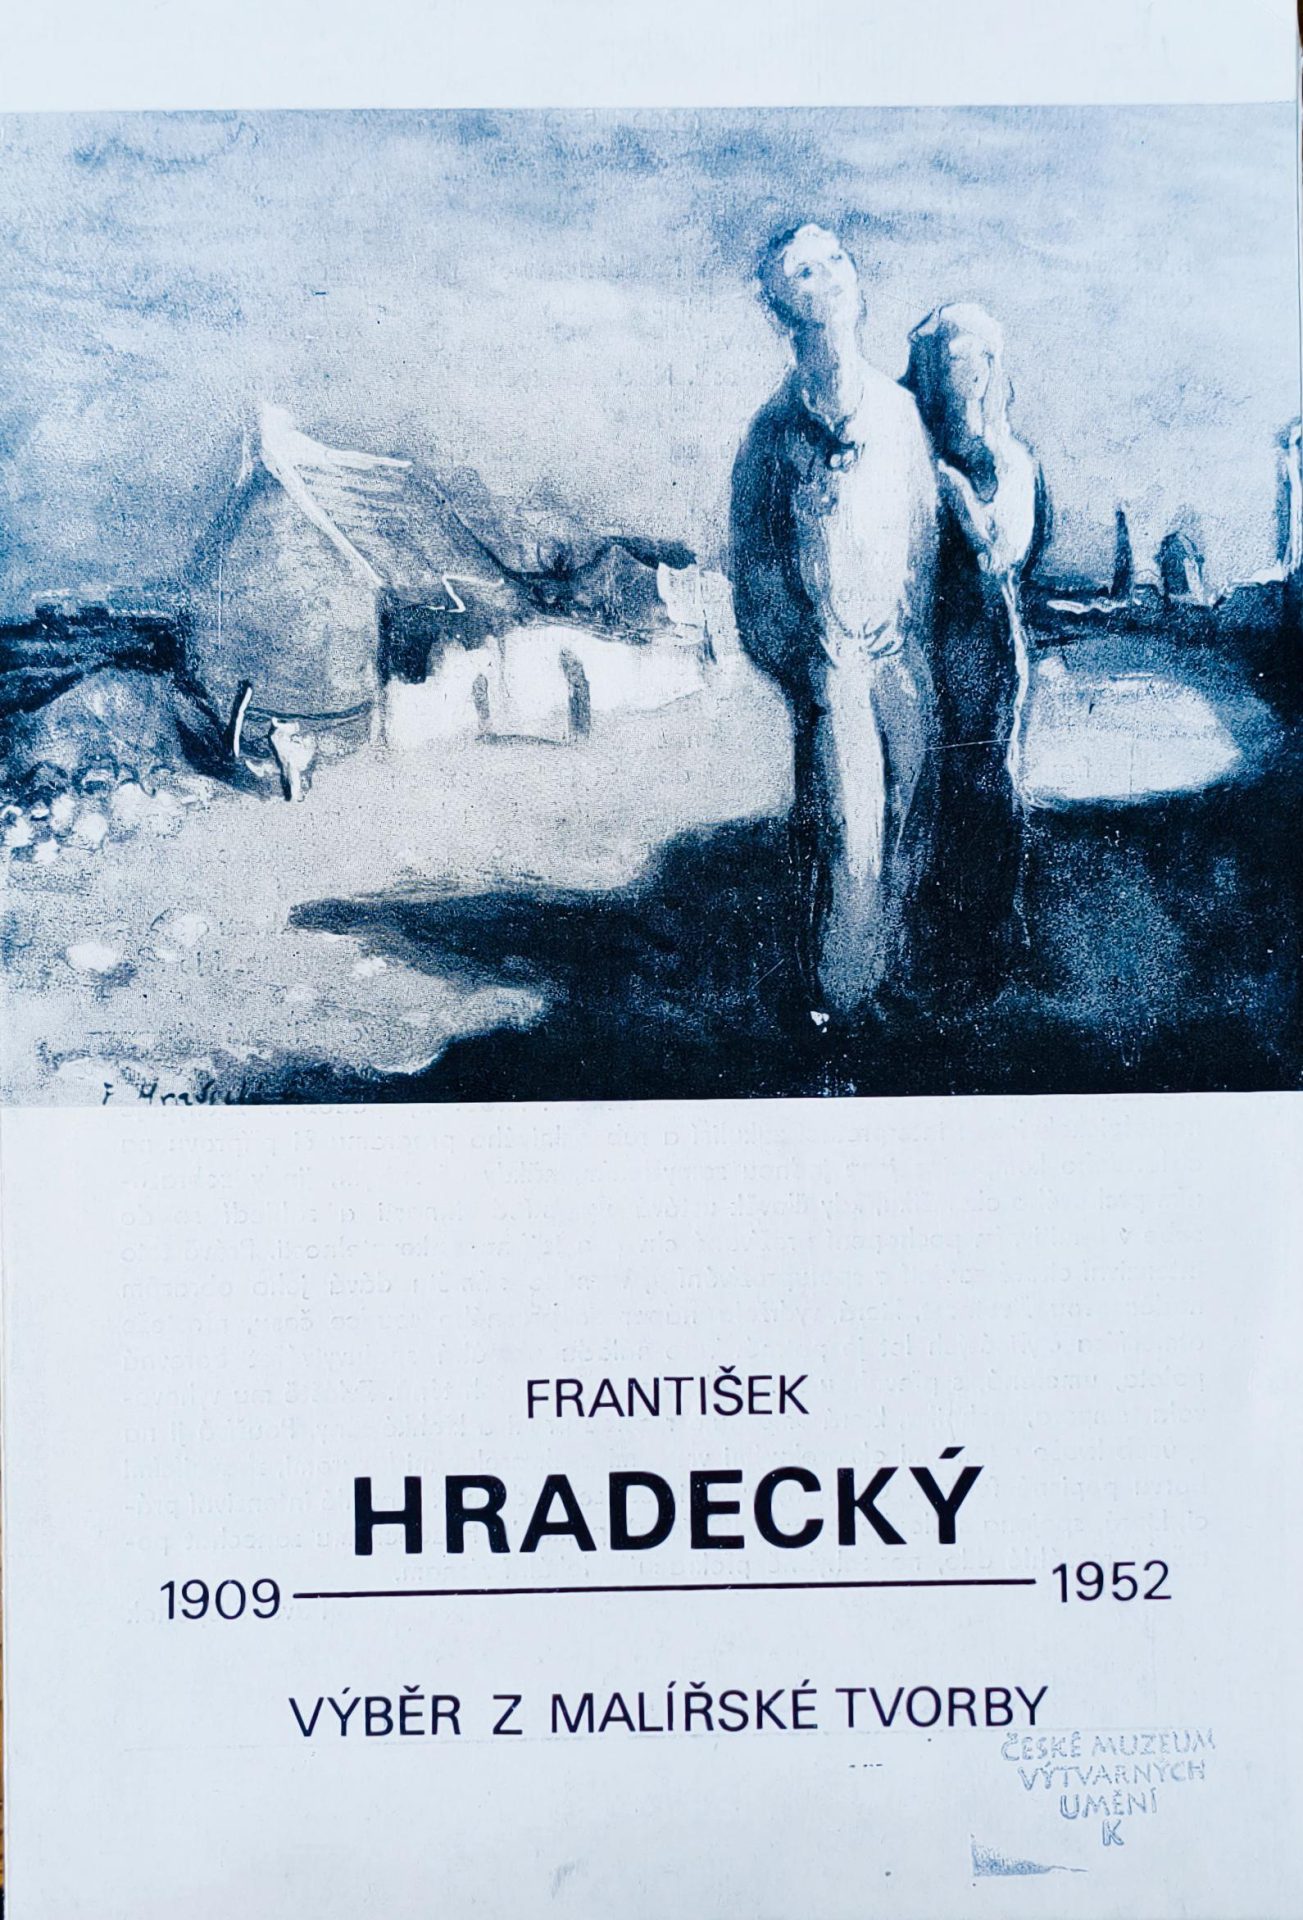 F
FRANTIŠEK
HRADECKÝ
1909 1952
VÝBĚR Z MALÍŘSKÉ TVORBY
ČESKÉ MUZEUM
VÝTVARNÝCH
UMĚNÍ
K